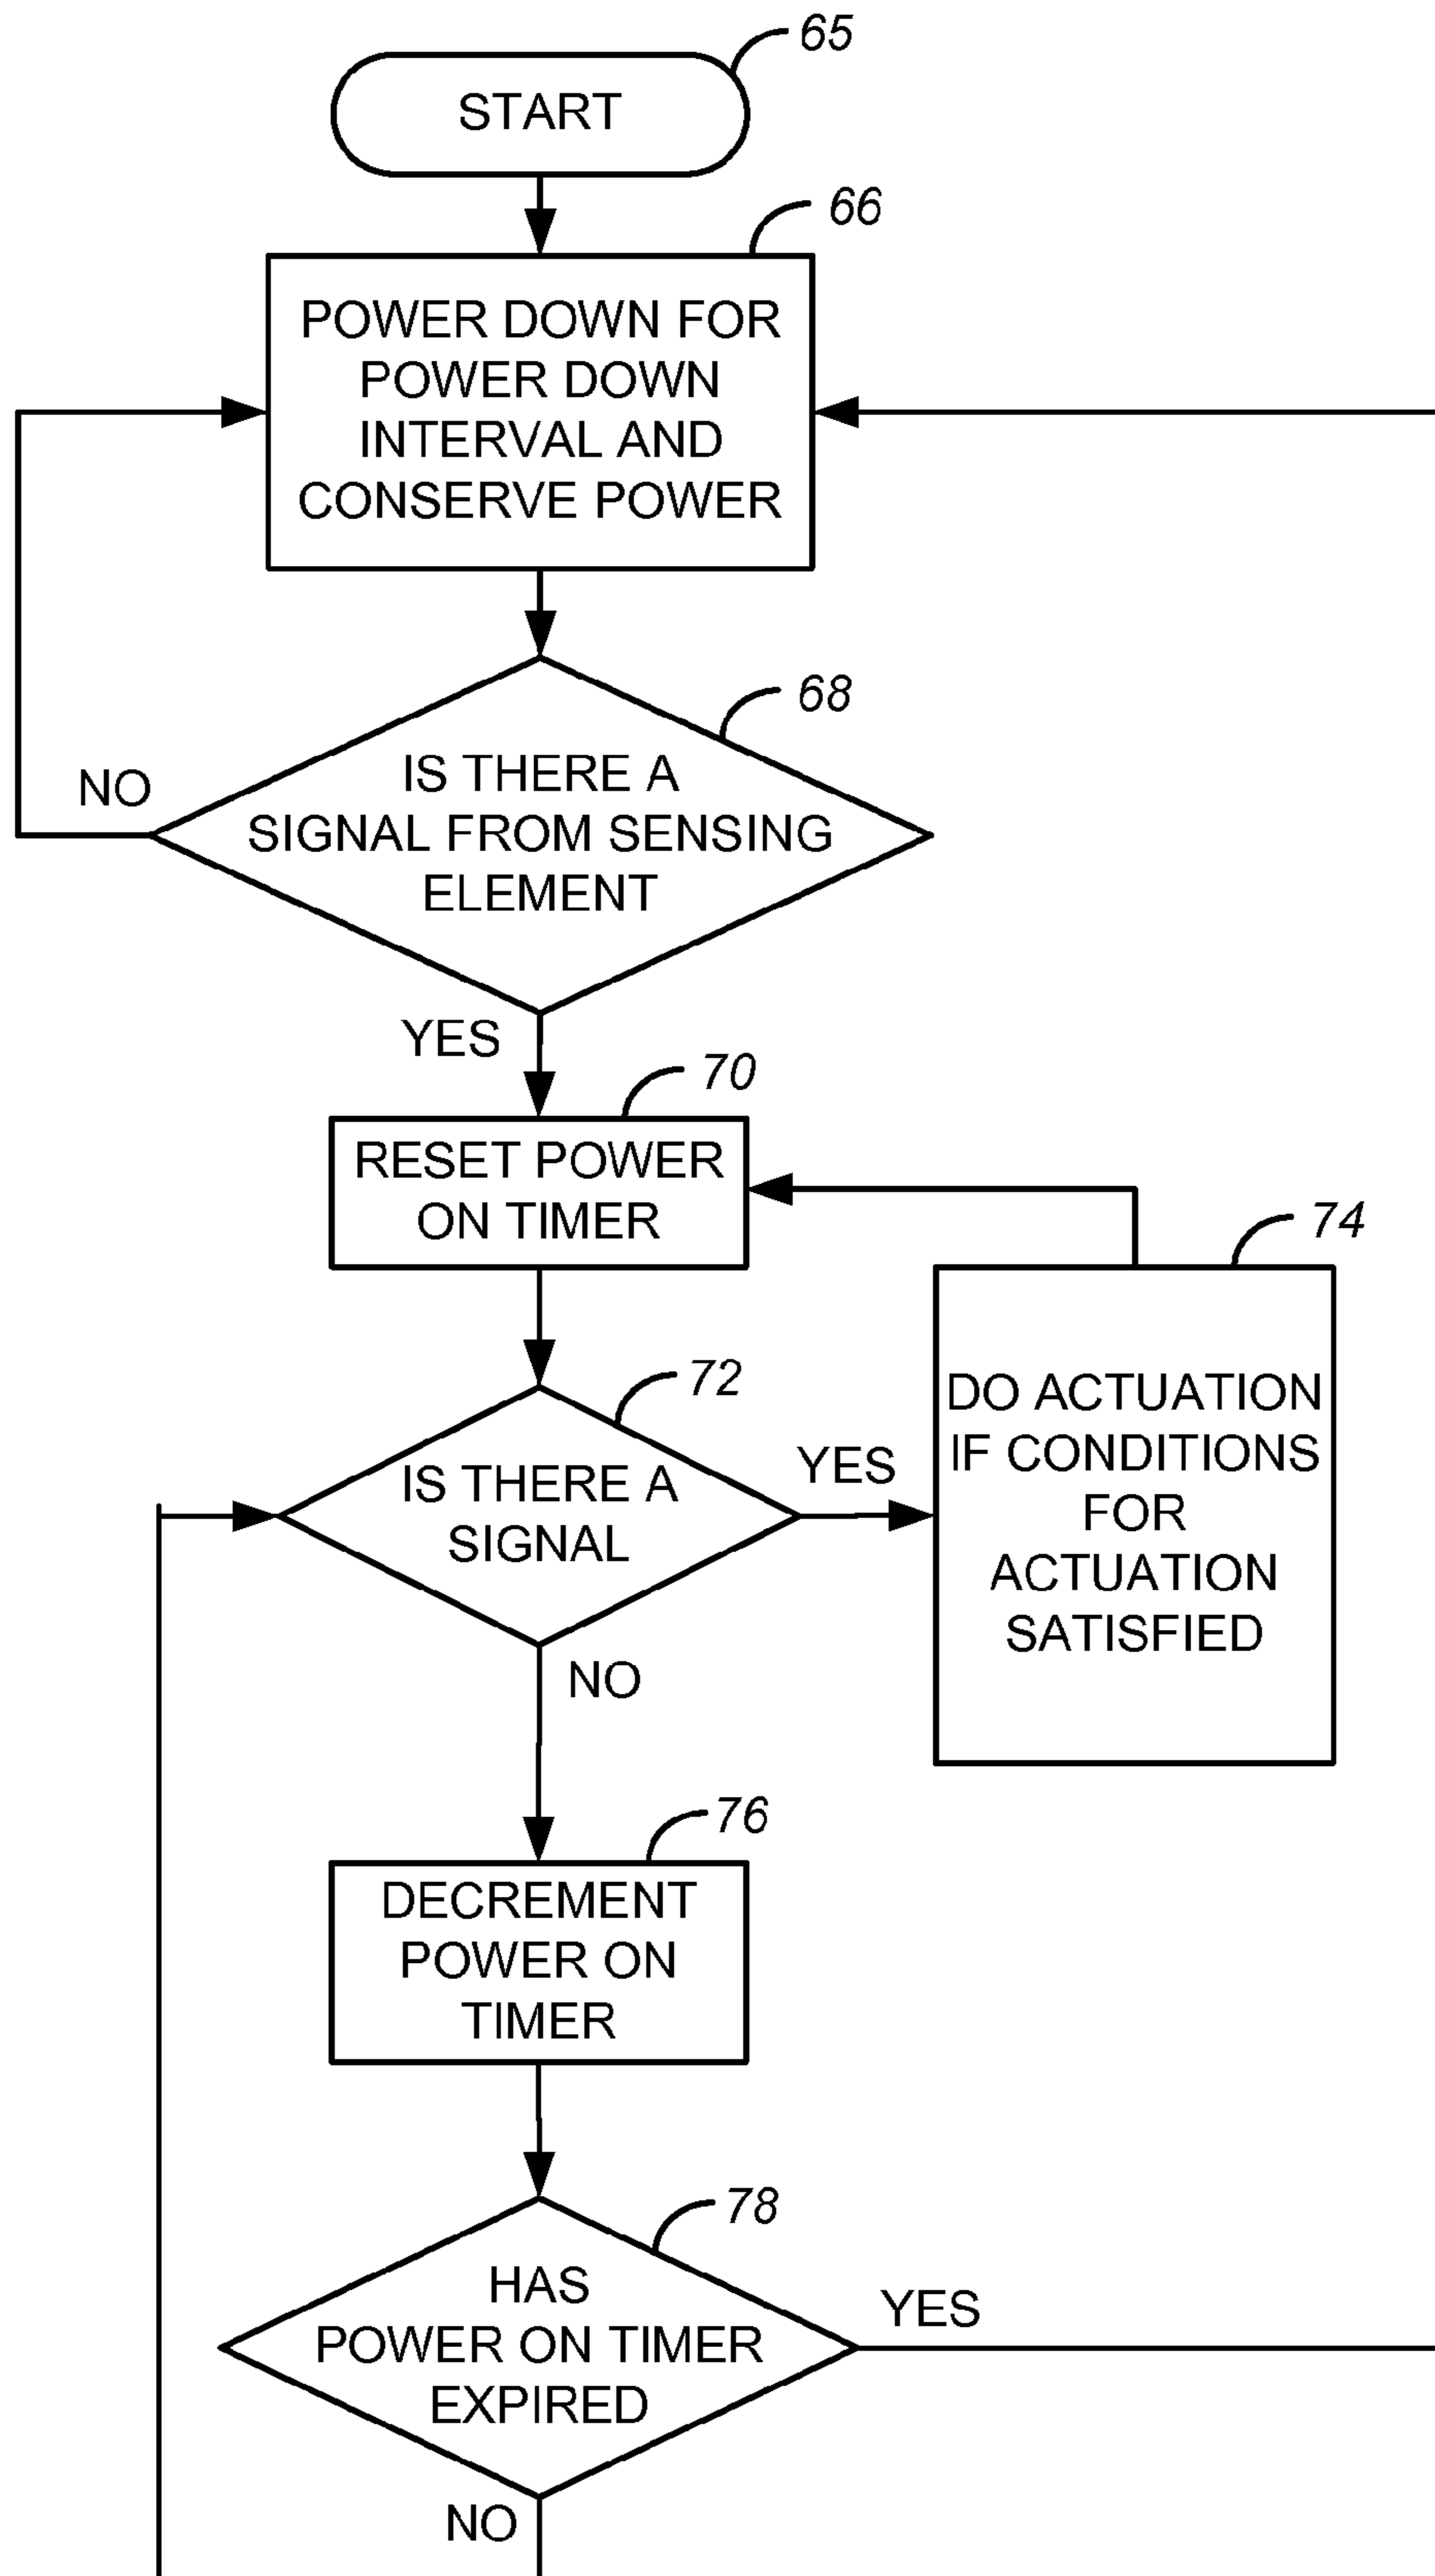 65
START
66
POWER DOWN FOR
POWER DOWN
INTERVAL AND
CONSERVE POWER
68
NO
IS THERE A
SIGNAL FROM SENSING
ELEMENT
YES
70
RESET POWER
ON TIMER
74
72
IS THERE A
SIGNAL
YES
DO ACTUATION
IF CONDITIONS
FOR
ACTUATION
SATISFIED
NO
76
DECREMENT
POWER ON
TIMER
78
HAS
POWER ON TIMER
EXPIRED
YES
NO